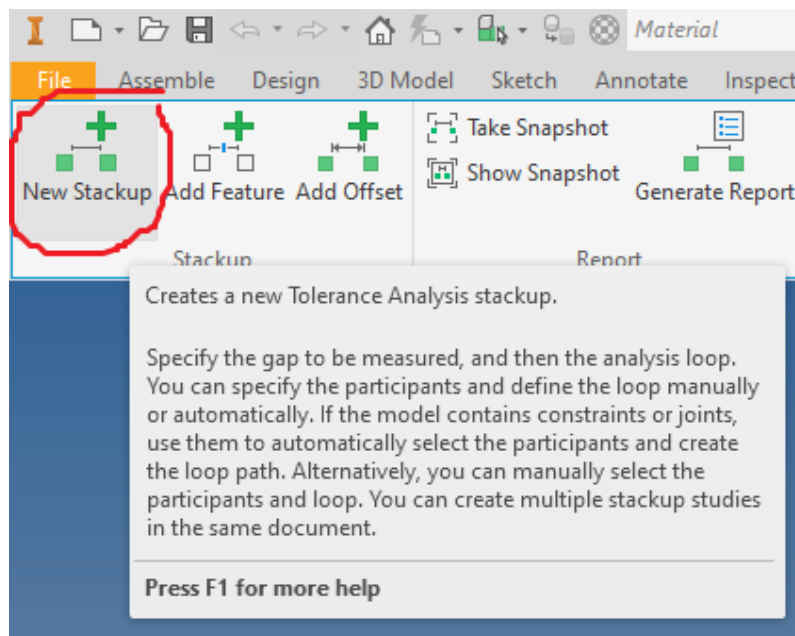 Material
File Assemble Design 3D Model Sketch Annotate Inspect
New Stackup Add Feature Add Offset
Take Snapshot
Show Snapshot
Generate Report
Stackup Report
Creates a new Tolerance Analysis stackup.
Specify the gap to be measured, and then the analysis loop.
You can specify the participants and define the loop manually
or automatically. If the model contains constraints or joints,
use them to automatically select the participants and create
the loop path. Alternatively, you can manually select the
participants and loop. You can create multiple stackup studies
in the same document.
Press F1 for more help